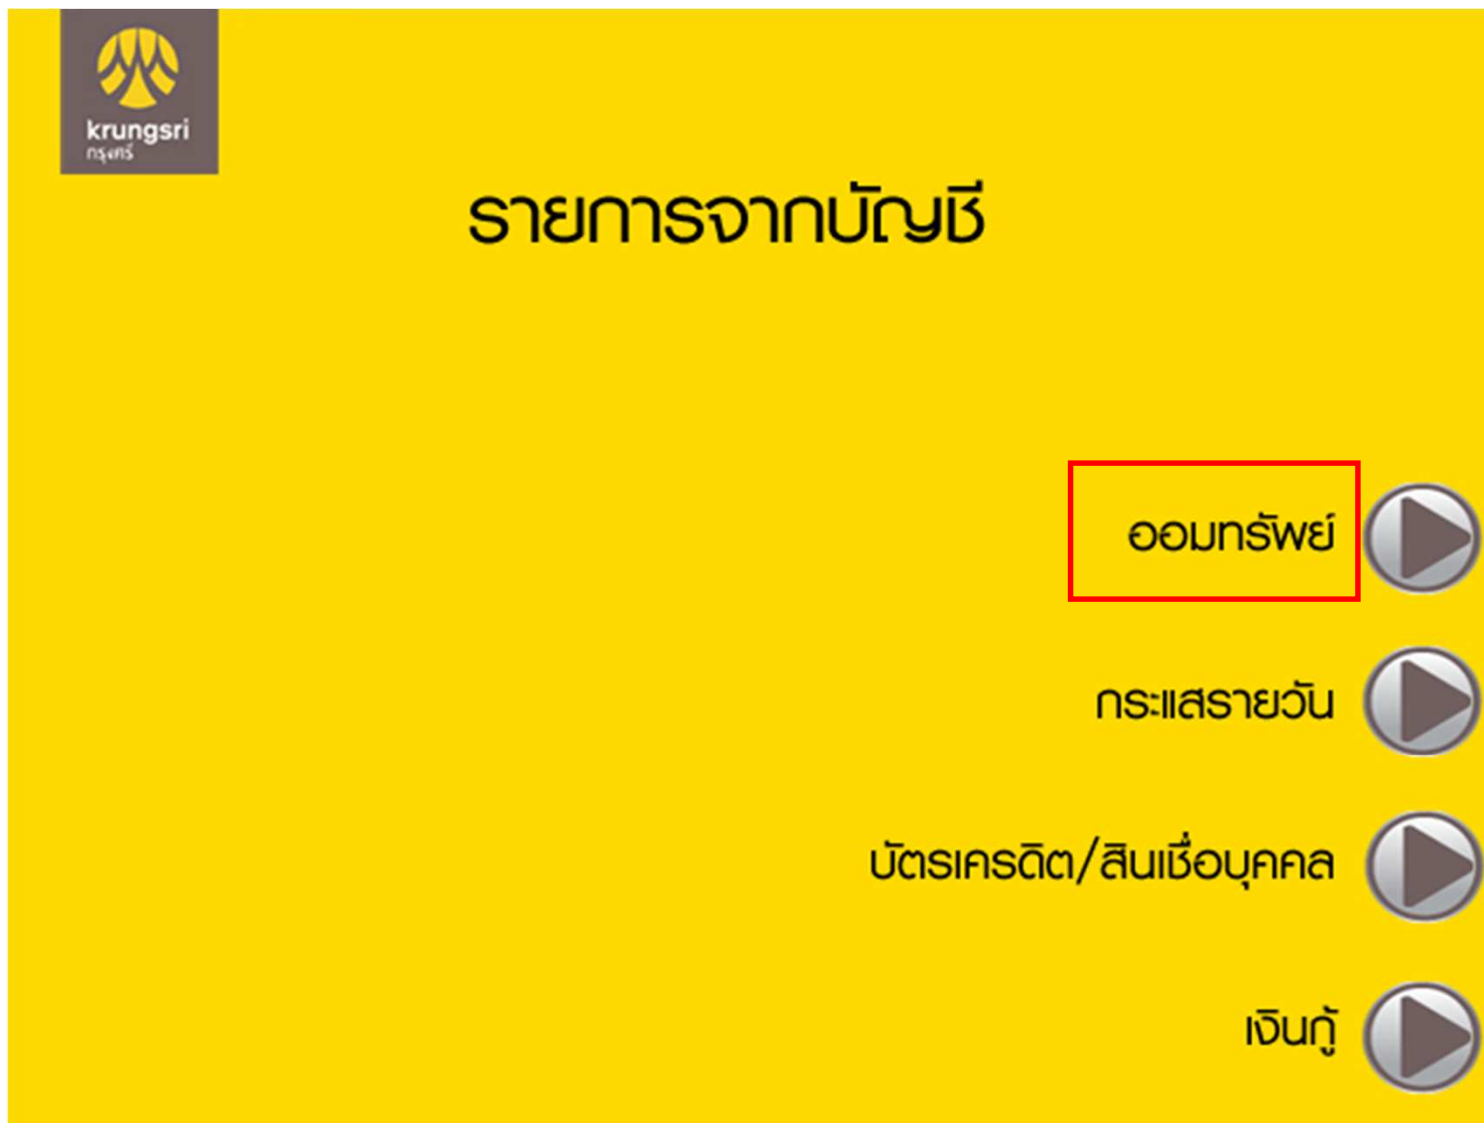 krungsri
กรุงศรี
รายการจากบัญชี
ออมทรัพย์
กระแสรายวัน
บัตรเครดิต/สินเชื่อบุคคล
เงินกู้